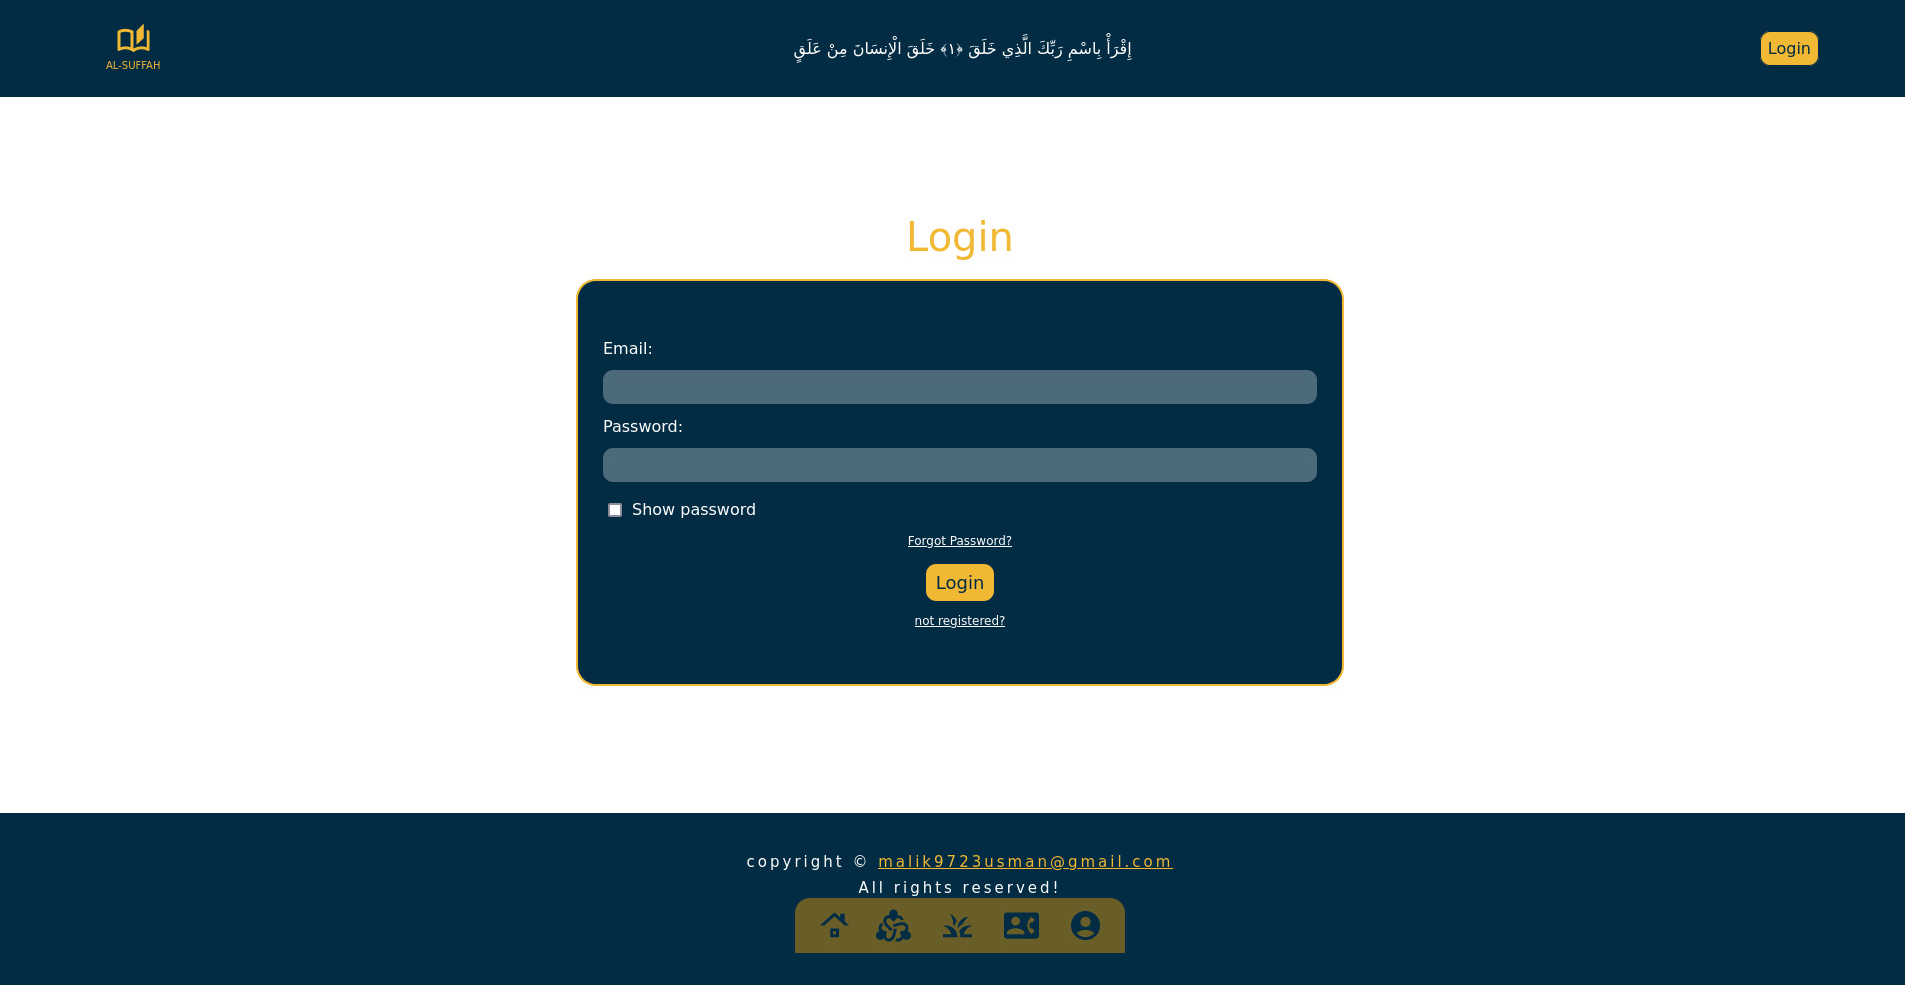 AL-SUFFAH
إِقْرَأْ بِاسْمِ رَبِّكَ الَّذِي خَلَقَ ﴿١﴾ خَلَقَ الْإِنسَانَ مِنْ عَلَقٍ
Login
Login
Email:
Password:
Show password
Forgot Password?
Login
not registered?
copyright © malik9723usman@gmail.com
All rights reserved!